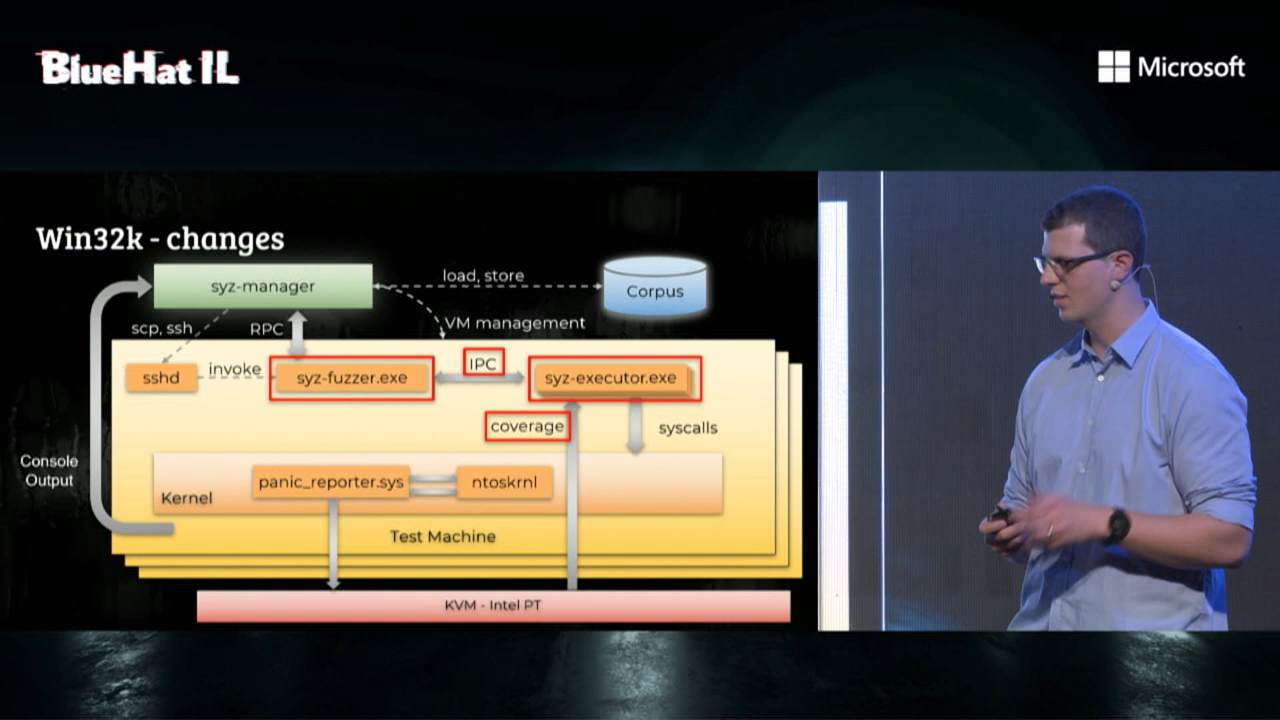 BlueHat IL
Microsoft
Win32k - changes
syz-manager
load, store
Corpus
scp, ssh
RPC
VM management
sshd
invoke
syz-fuzzer.exe
IPC
syz-executor.exe
coverage
syscalls
Console
Output
Kernel
panic_reporter.sys
ntoskrnl
Test Machine
KVM - Intel PT